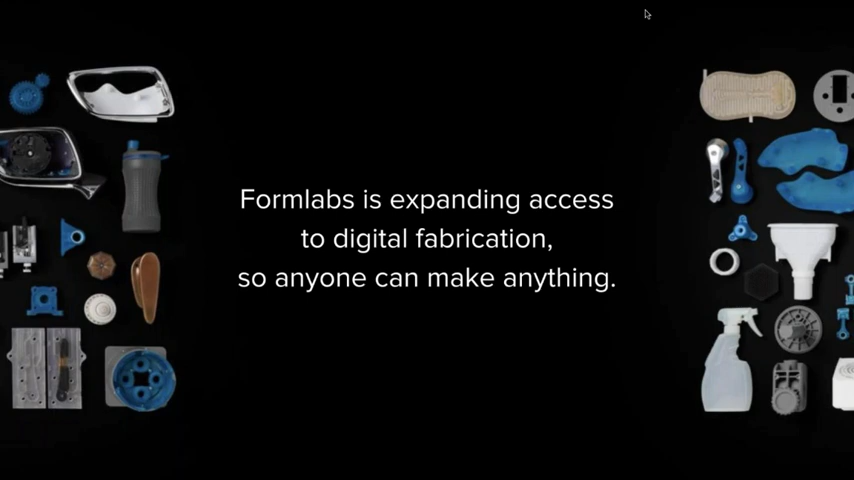 Formlabs is expanding access
to digital fabrication,
so anyone can make anything.